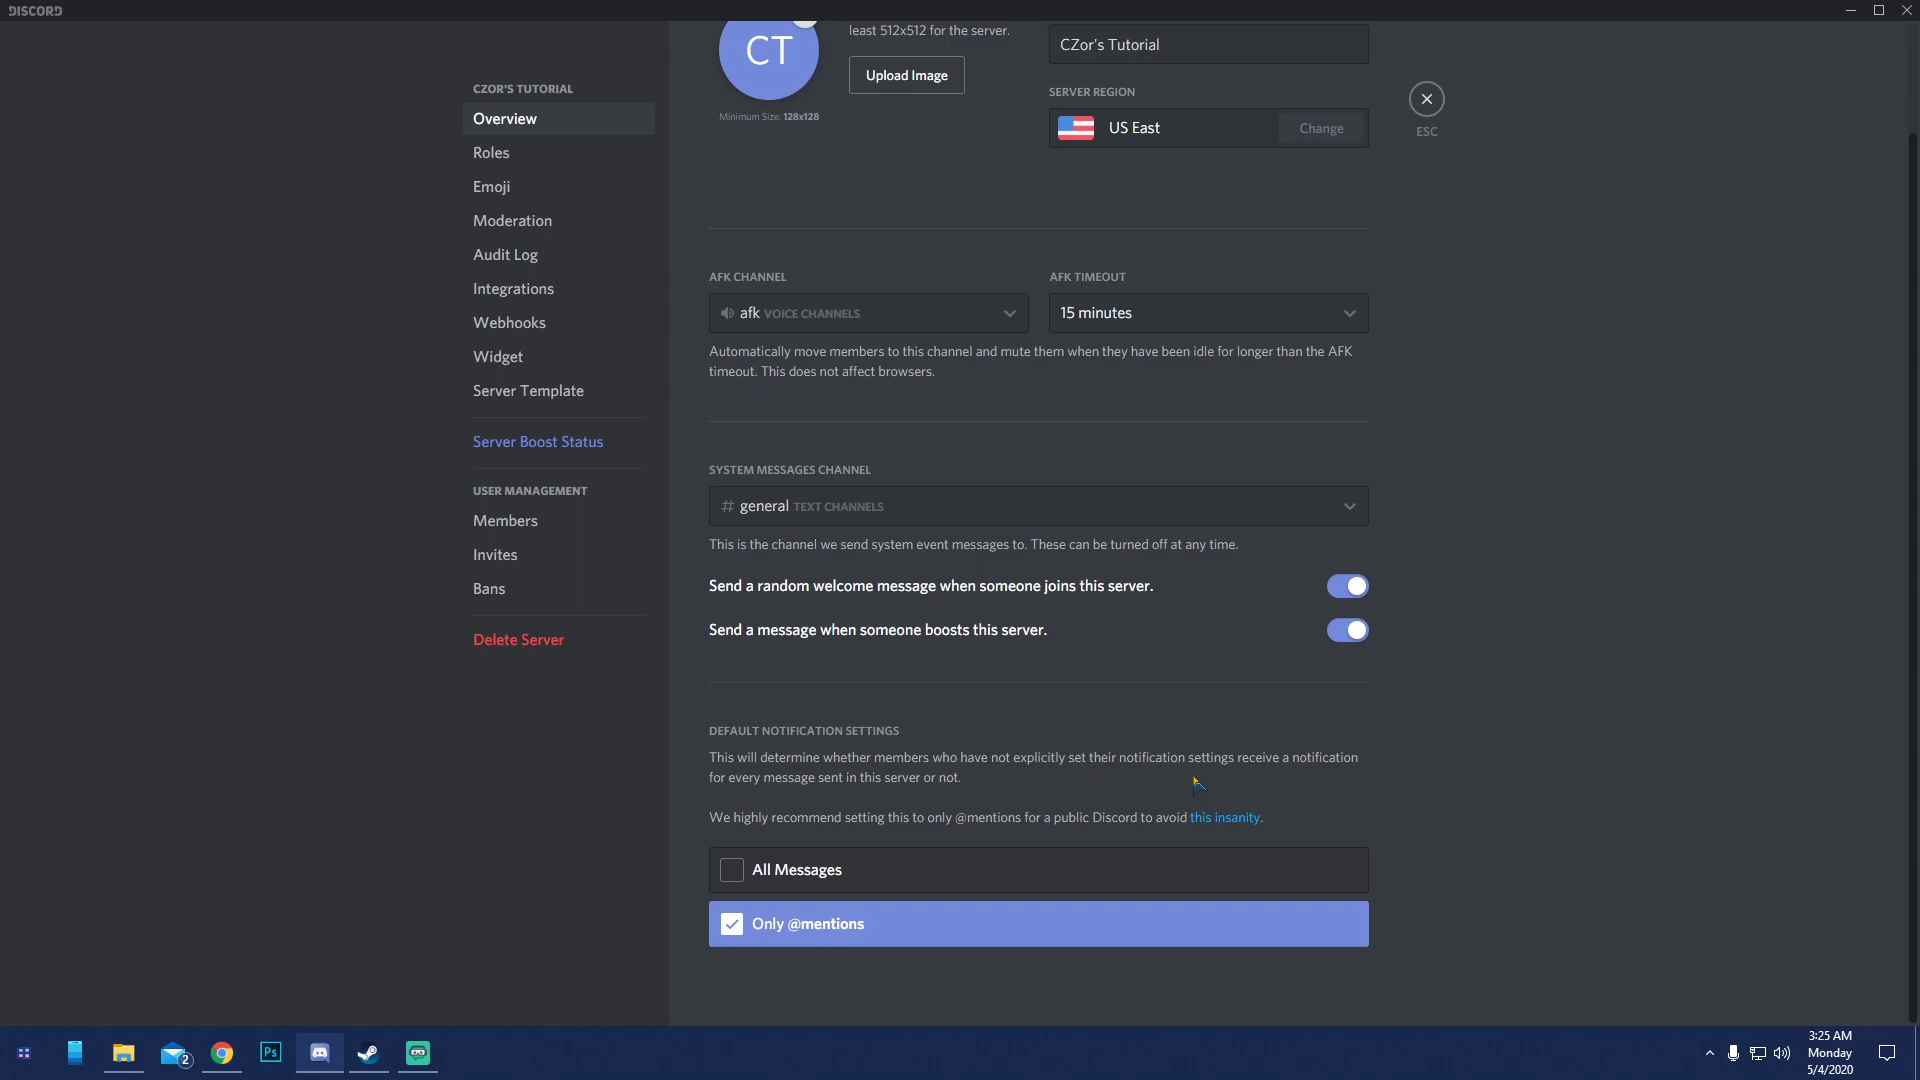 DISCORD
least 512x512 for the server.
CT
CZor's Tutorial
Upload Image
CZOR'S TUTORIAL
SERVER REGION
Overview
Minimum Size: 128x128
US East
Change
ESC
Roles
Emoji
Moderation
Audit Log
Integrations
Webhooks
Widget
Server Template
Server Boost Status
USER MANAGEMENT
Members
Invites
Bans
Delete Server
AFK CHANNEL
AFK TIMEOUT
afk VOICE CHANNELS
15 minutes
Automatically move members to this channel and mute them when they have been idle for longer than the AFK
timeout. This does not affect browsers.
SYSTEM MESSAGES CHANNEL
# general TEXT CHANNELS
This is the channel we send system event messages to. These can be turned off at any time.
Send a random welcome message when someone joins this server.
Send a message when someone boosts this server.
DEFAULT NOTIFICATION SETTINGS
This will determine whether members who have not explicitly set their notification settings receive a notification
for every message sent in this server or not.
We highly recommend setting this to only @mentions for a public Discord to avoid this insanity.
All Messages
Only @mentions
2
Ps
3:25 AM
Monday
5/4/2020